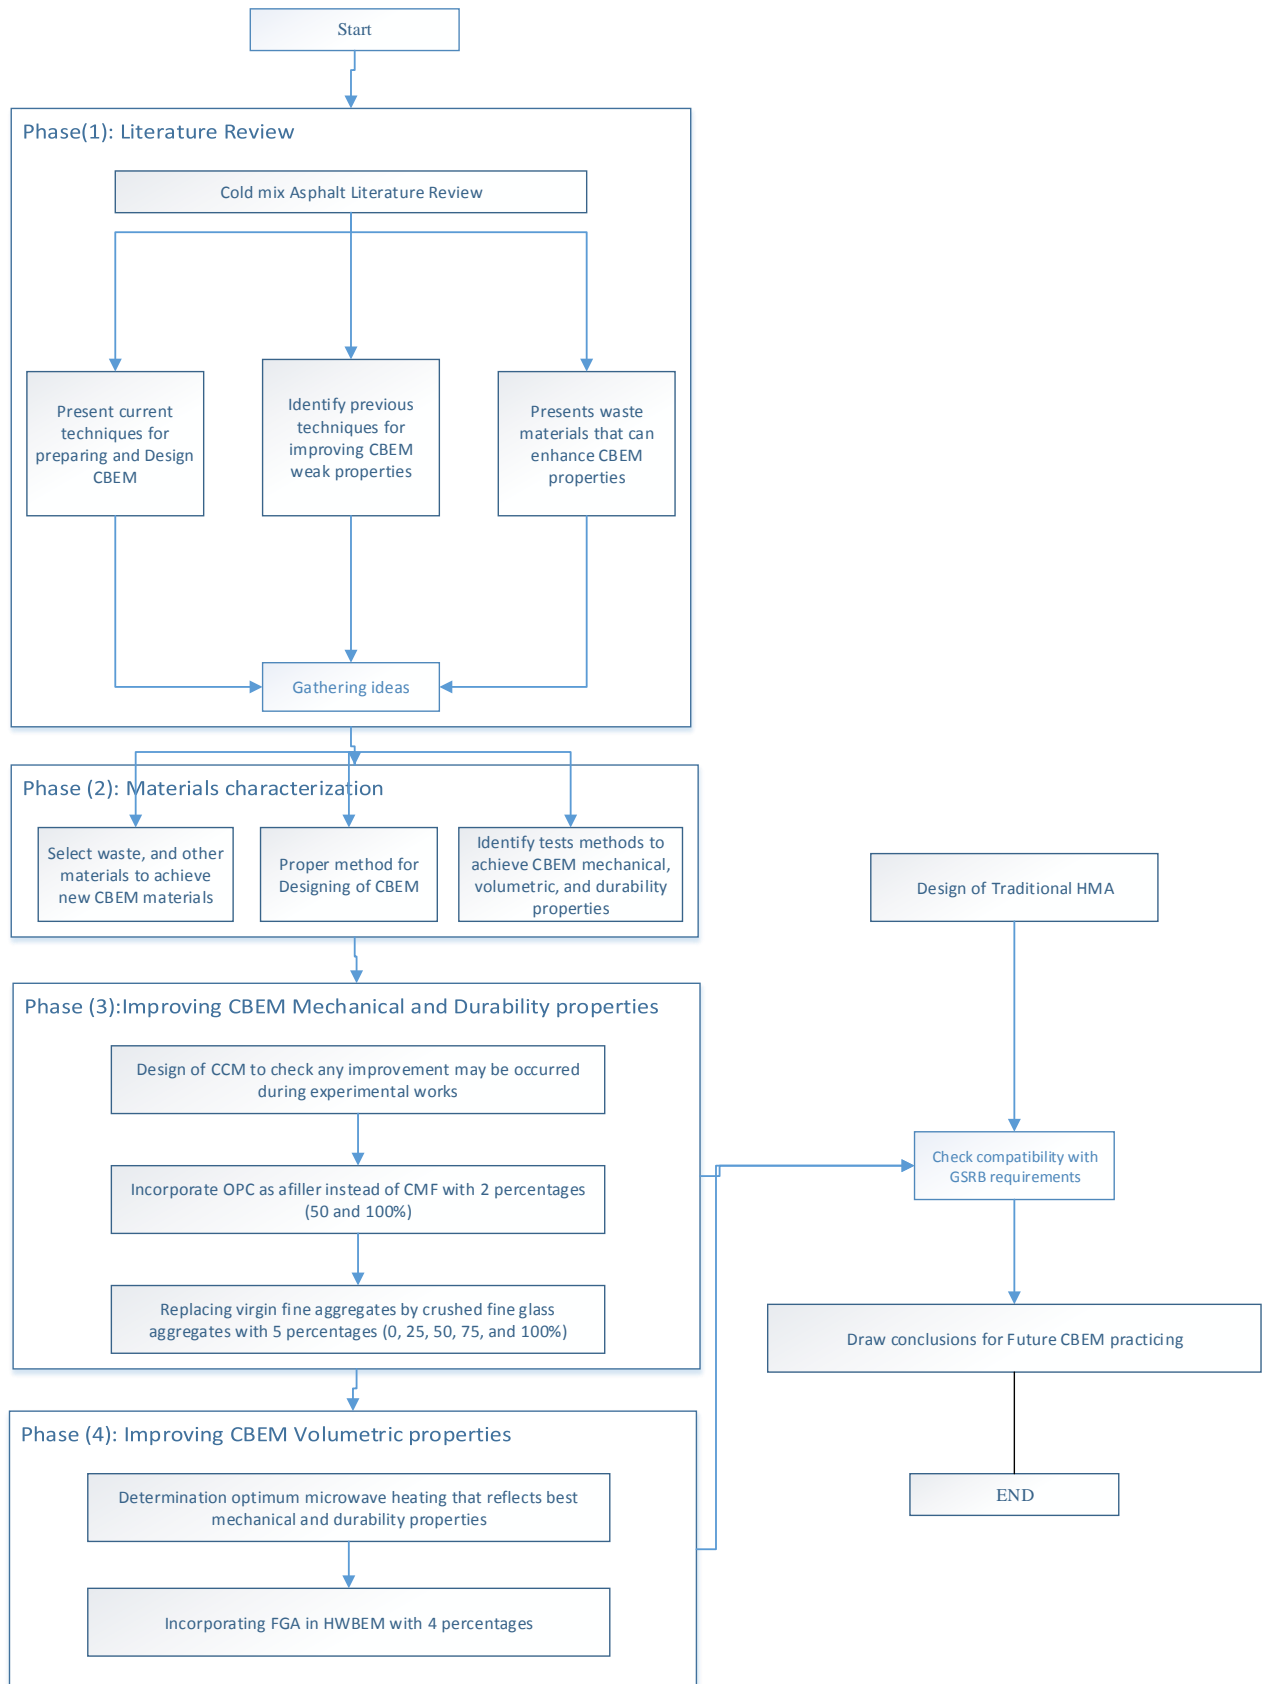 Start
Phase(1): Literature Review
Cold mix Asphalt Literature Review
Present current
techniques for
preparing and Design
CBEM
Identify previous
techniques for
improving CBEM
weak properties
Presents waste
materials that can
enhance CBEM
properties
Gathering ideas
Phase (2): Materials characterization
Select waste, and other
materials to achieve
new CBEM materials
Proper method for
Designing of CBEM
Identify tests methods to
achieve CBEM mechanical,
volumetric, and durability
properties
Design of Traditional HMA
Phase (3):Improving CBEM Mechanical and Durability properties
Design of CCM to check any improvement may be occurred
during experimental works
Incorporate OPC as afiller instead of CMF with 2 percentages
(50 and 100%)
Replacing virgin fine aggregates by crushed fine glass
aggregates with 5 percentages (0, 25, 50, 75, and 100%)
Check compatibility with
GSRB requirements
Draw conclusions for Future CBEM practicing
END
Phase (4): Improving CBEM Volumetric properties
Determination optimum microwave heating that reflects best
mechanical and durability properties
Incorporating FGA in HWBEM with 4 percentages